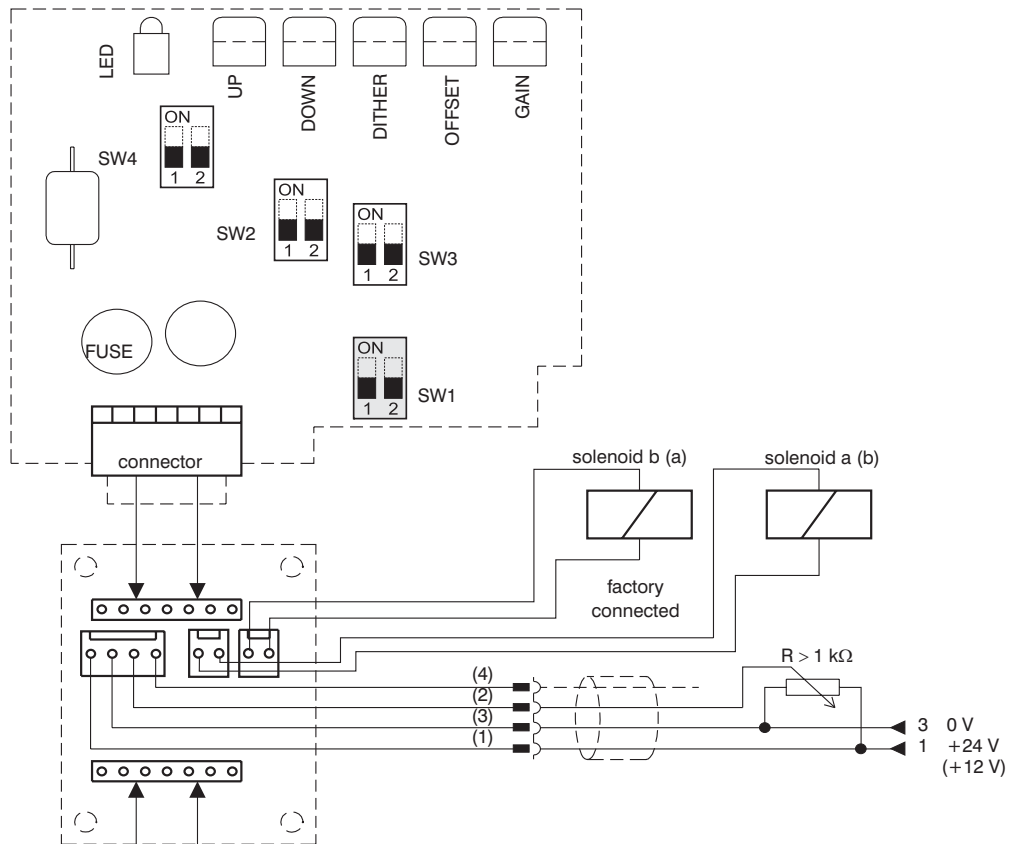 LED
UP
DOWN
DITHER
OFFSET
GAIN
ON
1 2
SW4
ON
1 2
SW2
ON
1 2
SW3
FUSE
ON
1 2
SW1
connector
solenoid b (a)
solenoid a (b)
factory
connected
R > 1 kΩ
(4)
(2)
(3)
(1)
3 0 V
1 +24 V
(+12 V)